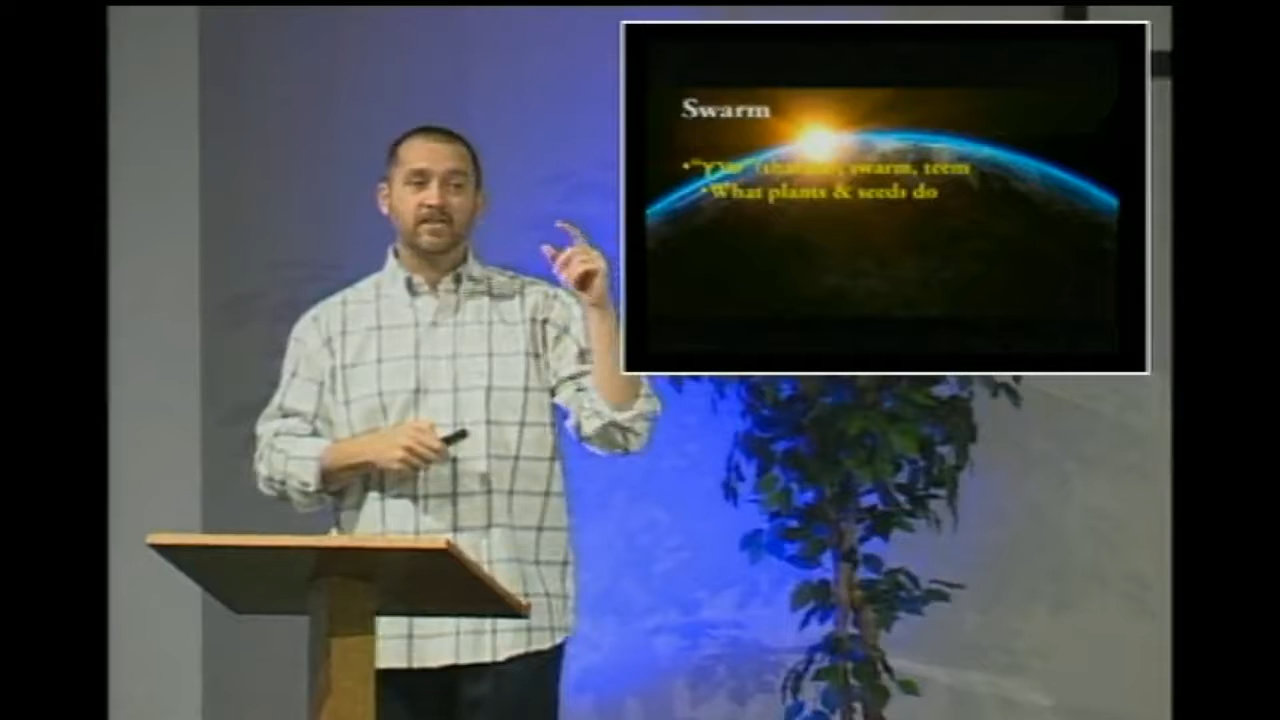 Swarm
swarm, teem
•What plants & seeds do